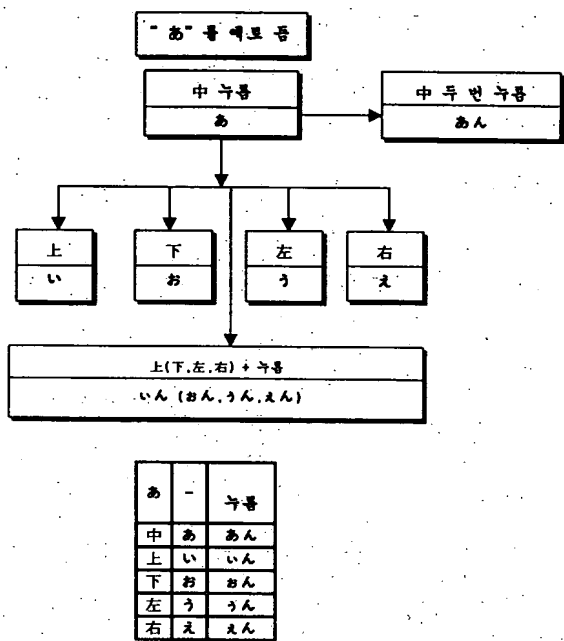 "あ"를 예로 듬
中 누름
あ
中 두 번 누름
あん
上
い
下
お
左
う
右
え
上(下,左,右) + 누름
いん (おん,うん,えん)
あ - 누름
中 あ あん
上 い いん
下 お おん
左 う うん
右 え えん